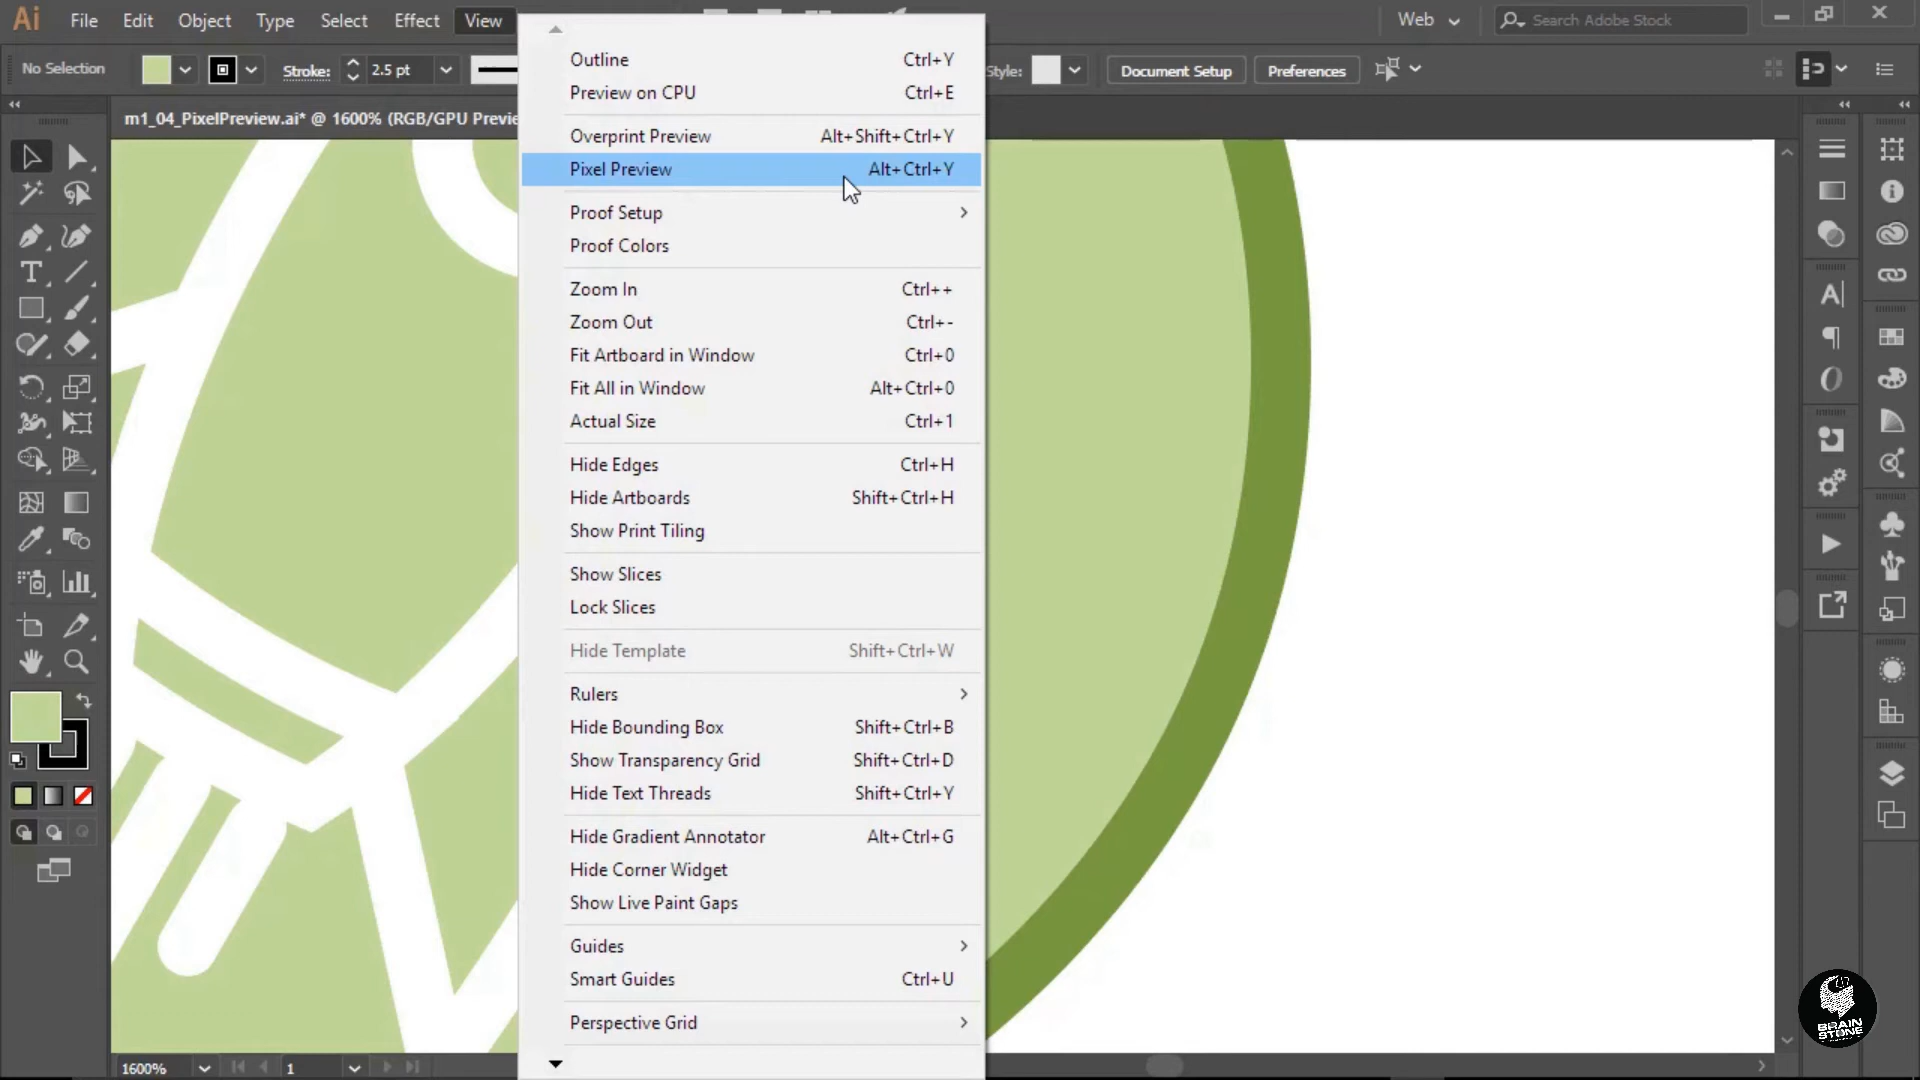 Ai File Edit Object Type Select Effect View
Web
Search Adobe Stock
No Selection
Stroke:
2.5 pt
Style:
Document Setup
Preferences
m1_04_PixelPreview.ai* @ 1600% (RGB/GPU Previe
Outline Ctrl+Y
Preview on CPU Ctrl+E
Overprint Preview Alt+Shift+Ctrl+Y
Pixel Preview Alt+Ctrl+Y
Proof Setup
Proof Colors
Zoom In Ctrl++
Zoom Out Ctrl+-
Fit Artboard in Window Ctrl+0
Fit All in Window Alt+Ctrl+0
Actual Size Ctrl+1
Hide Edges Ctrl+H
Hide Artboards Shift+Ctrl+H
Show Print Tiling
Show Slices
Lock Slices
Hide Template Shift+Ctrl+W
Rulers
Hide Bounding Box Shift+Ctrl+B
Show Transparency Grid Shift+Ctrl+D
Hide Text Threads Shift+Ctrl+Y
Hide Gradient Annotator Alt+Ctrl+G
Hide Corner Widget
Show Live Paint Gaps
Guides
Smart Guides Ctrl+U
Perspective Grid
1600%
1
BRAIN
STONE